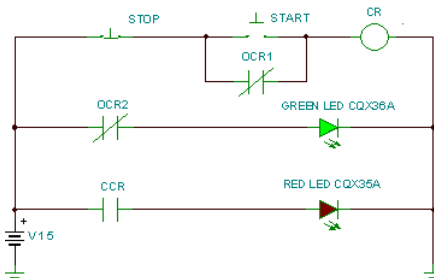 STOP
START
CR
OCR1
OCR2
GREEN LED CQX36A
CCR
RED LED CQX35A
+
V15